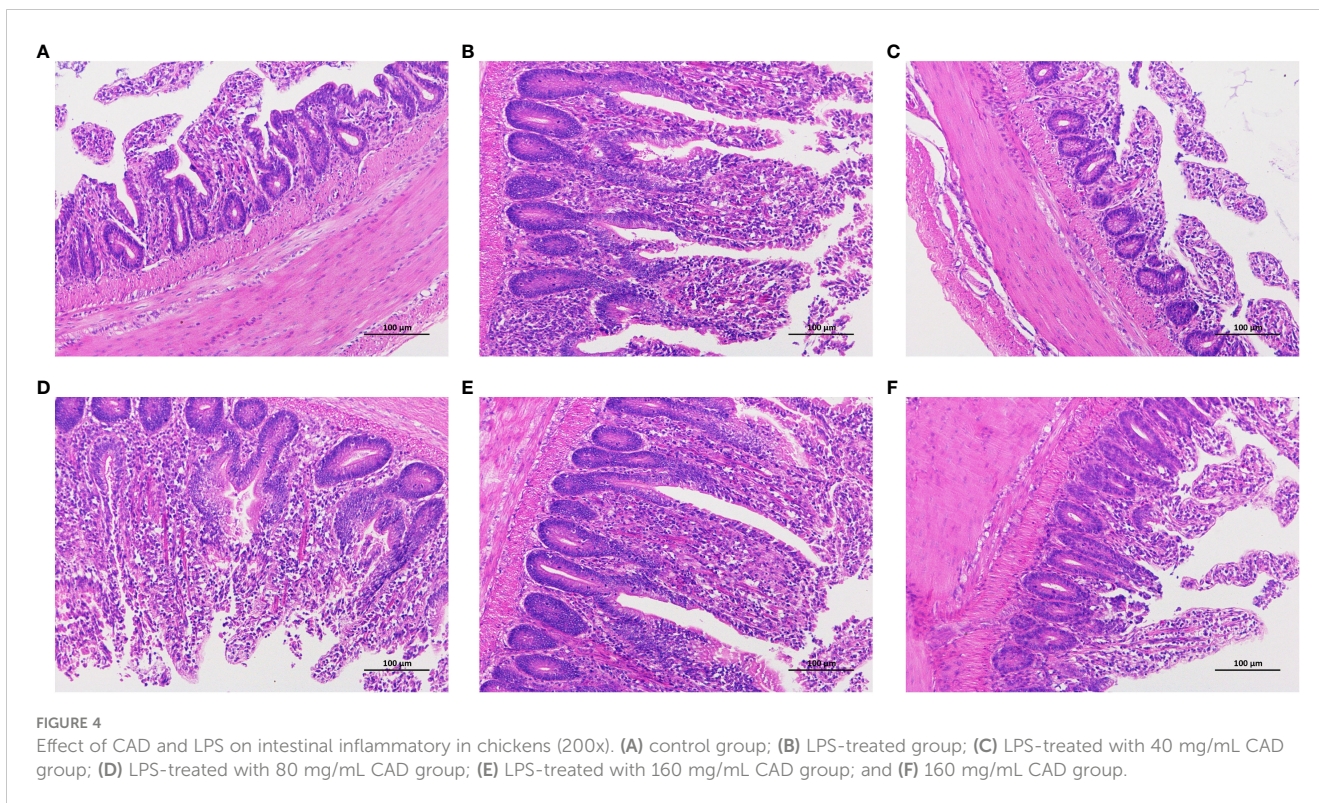 A
B
C
100 µm
100 µm
100 µm
D
E
F
100 µm
100 µm
100 µm
FIGURE 4
Effect of CAD and LPS on intestinal inflammatory in chickens (200x). (A) control group; (B) LPS-treated group; (C) LPS-treated with 40 mg/mL CAD
group; (D) LPS-treated with 80 mg/mL CAD group; (E) LPS-treated with 160 mg/mL CAD group; and (F) 160 mg/mL CAD group.